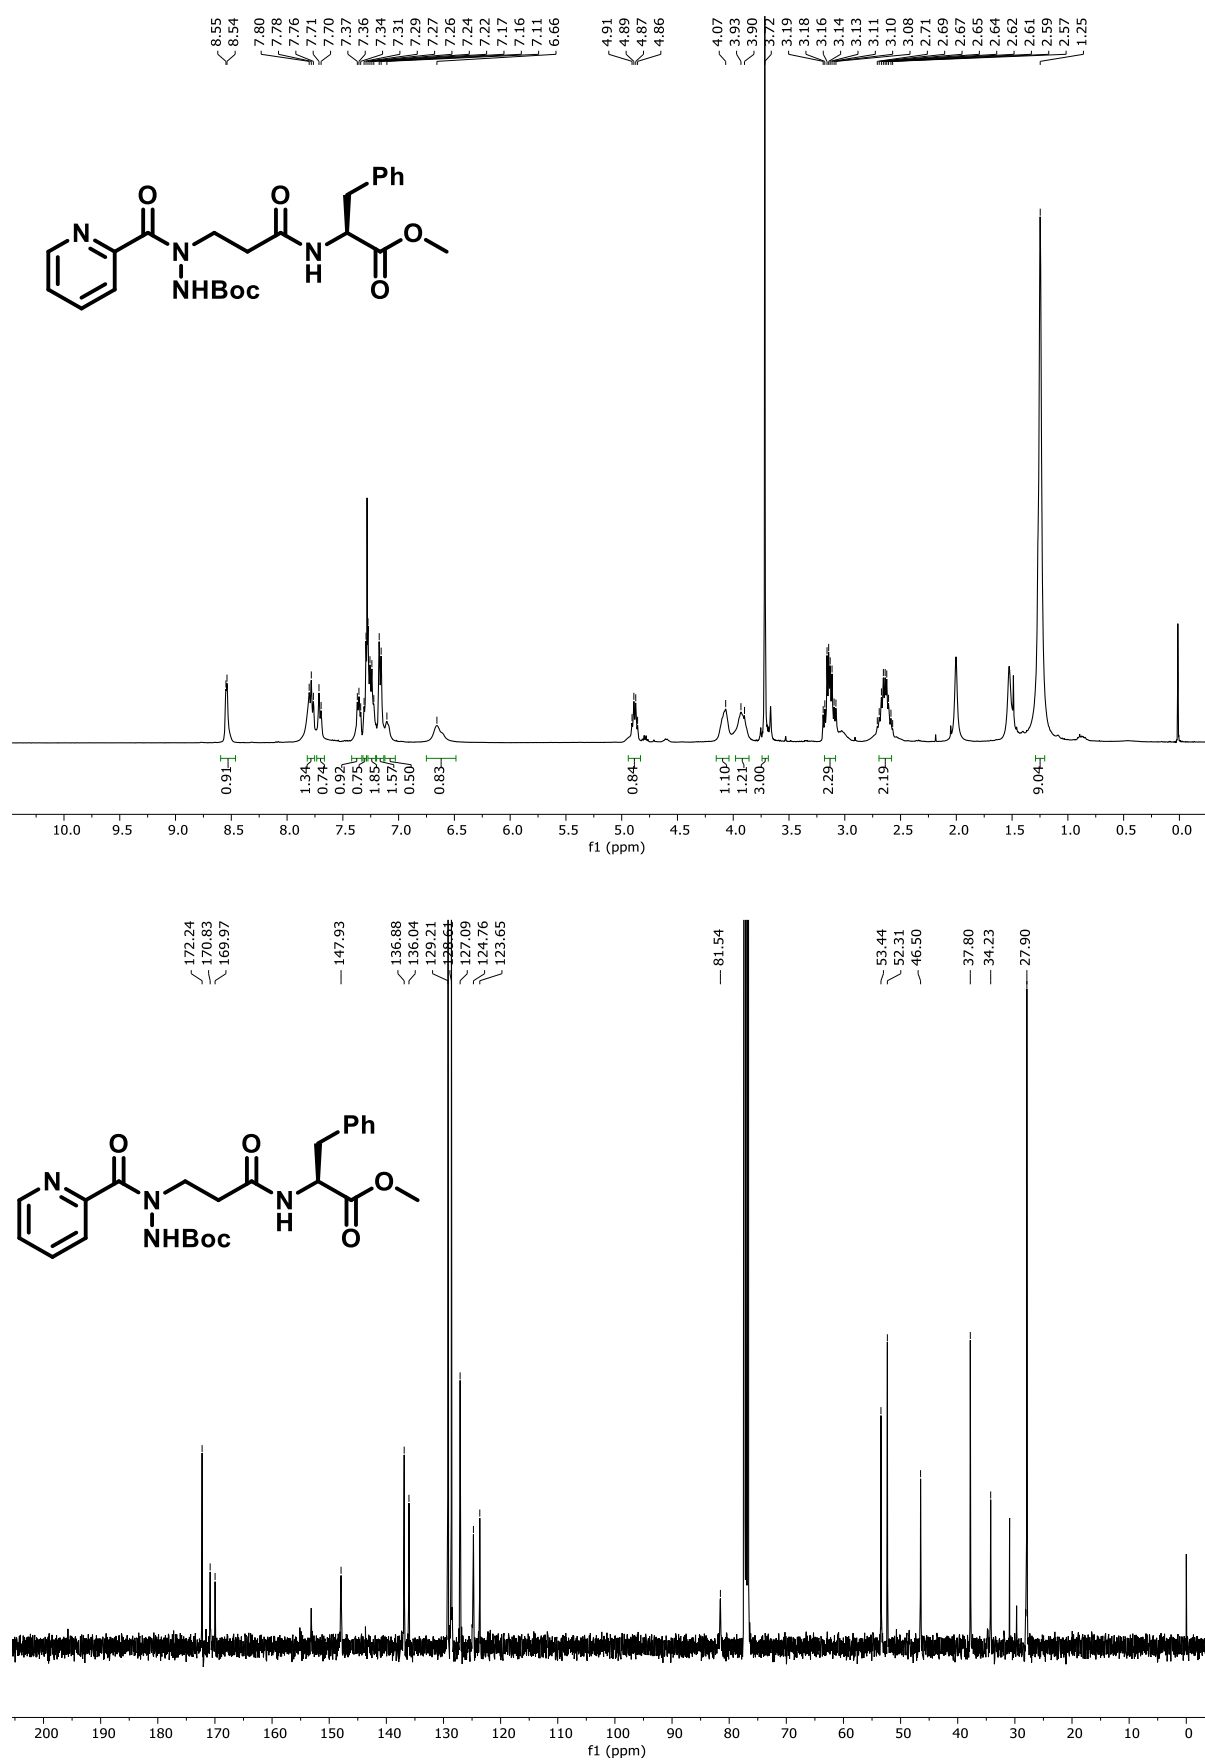 8.55 8.54 7.80 7.78 7.76 7.71 7.70 7.37 7.36 7.34 7.31 7.29 7.27 7.26 7.24 7.22 7.17 7.16 7.11 6.66 4.91 4.89 4.87 4.86 4.07 3.93 3.90 3.72 3.19 3.18 3.16 3.14 3.13 3.11 3.10 3.08 2.71 2.69 2.67 2.65 2.64 2.62 2.61 2.59 2.57 1.25
Ph
O O
N N N H O O
NHBoc
0.91 1.34 0.74 0.92 0.75 1.85 1.57 0.50 0.83 0.84 1.10 1.21 3.00 2.29 2.19 9.04
10.0 9.5 9.0 8.5 8.0 7.5 7.0 6.5 6.0 5.5 5.0 4.5 4.0 3.5 3.0 2.5 2.0 1.5 1.0 0.5 0.0
f1 (ppm)
172.24 170.83 169.97 147.93 136.88 136.04 129.21 128.61 127.09 124.76 123.65 81.54 53.44 52.31 46.50 37.80 34.23 27.90
Ph
O O
N N N H O O
NHBoc
200 190 180 170 160 150 140 130 120 110 100 90 80 70 60 50 40 30 20 10 0
f1 (ppm)